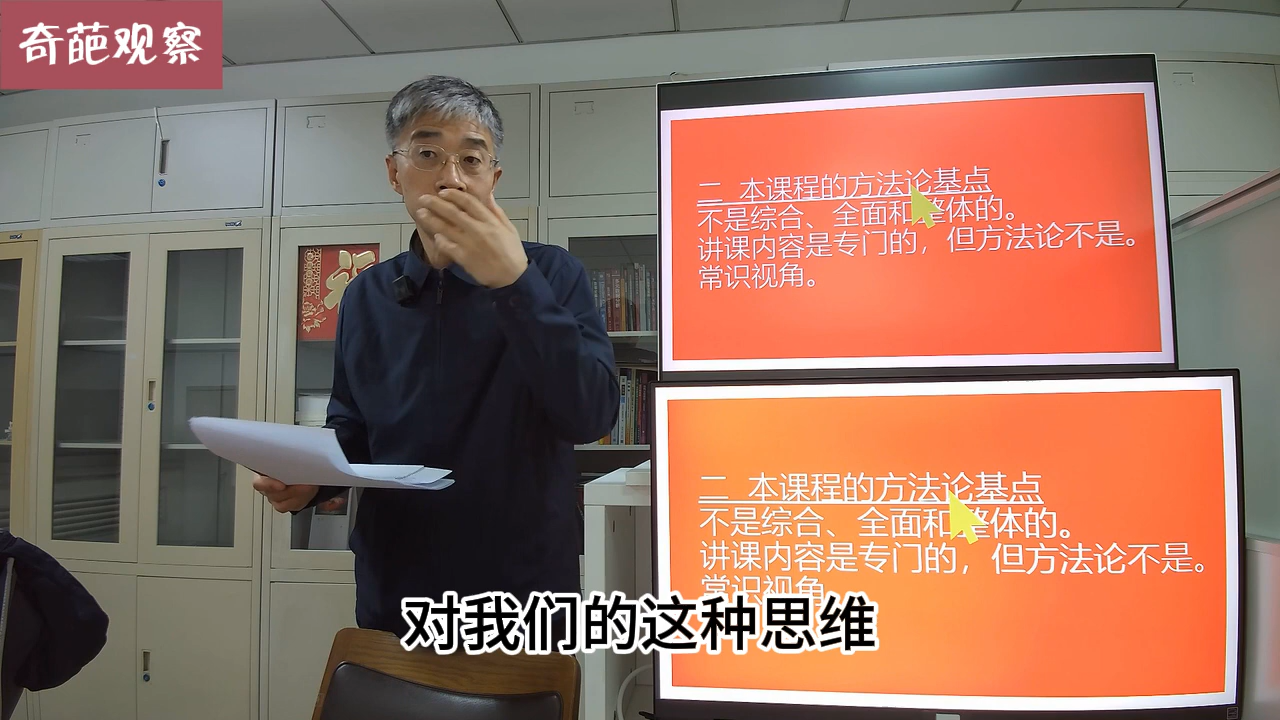 奇葩观察
二 本课程的方法论基点
不是综合、全面和整体的。
讲课内容是专门的，但方法论不是。
常识视角。
二 本课程的方法论基点
不是综合、全面和整体的。
讲课内容是专门的，但方法论不是。
常识视角
对我们的这种思维